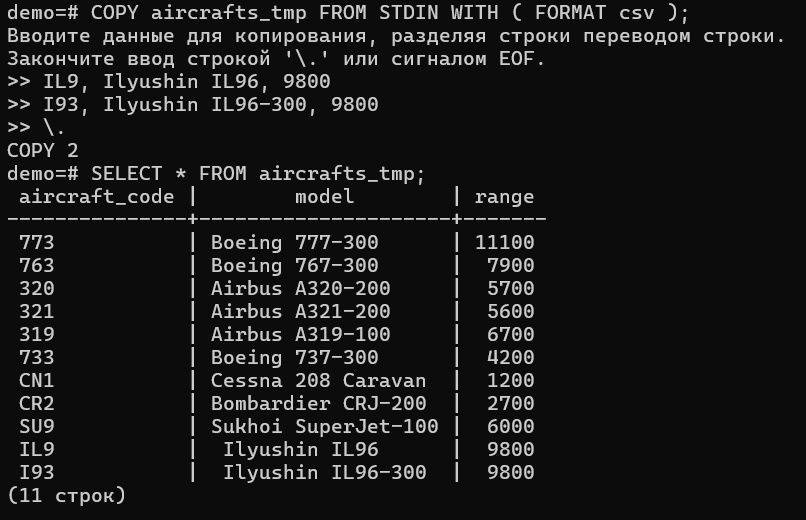 demo=# COPY aircrafts_tmp FROM STDIN WITH ( FORMAT csv );
Вводите данные для копирования, разделяя строки переводом строки.
Закончите ввод строкой '\.' или сигналом EOF.
>> IL9, Ilyushin IL96, 9800
>> I93, Ilyushin IL96-300, 9800
>> \.
COPY 2
demo=# SELECT * FROM aircrafts_tmp;
 aircraft_code |        model        | range
---------------+---------------------+-------
 773           | Boeing 777-300      | 11100
 763           | Boeing 767-300      |  7900
 320           | Airbus A320-200     |  5700
 321           | Airbus A321-200     |  5600
 319           | Airbus A319-100     |  6700
 733           | Boeing 737-300      |  4200
 CN1           | Cessna 208 Caravan  |  1200
 CR2           | Bombardier CRJ-200  |  2700
 SU9           | Sukhoi SuperJet-100 |  6000
 IL9           |  Ilyushin IL96      |  9800
 I93           |  Ilyushin IL96-300  |  9800
(11 строк)